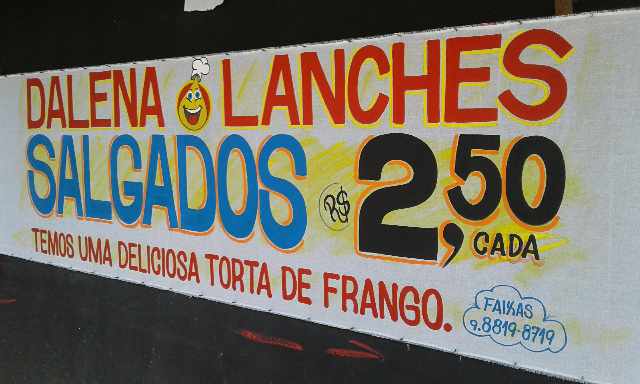 DALENA LANCHES
SALGADOS R$ 2,50
CADA
TEMOS UMA DELICIOSA TORTA DE FRANGO.
FAIXAS
9.8819-8719